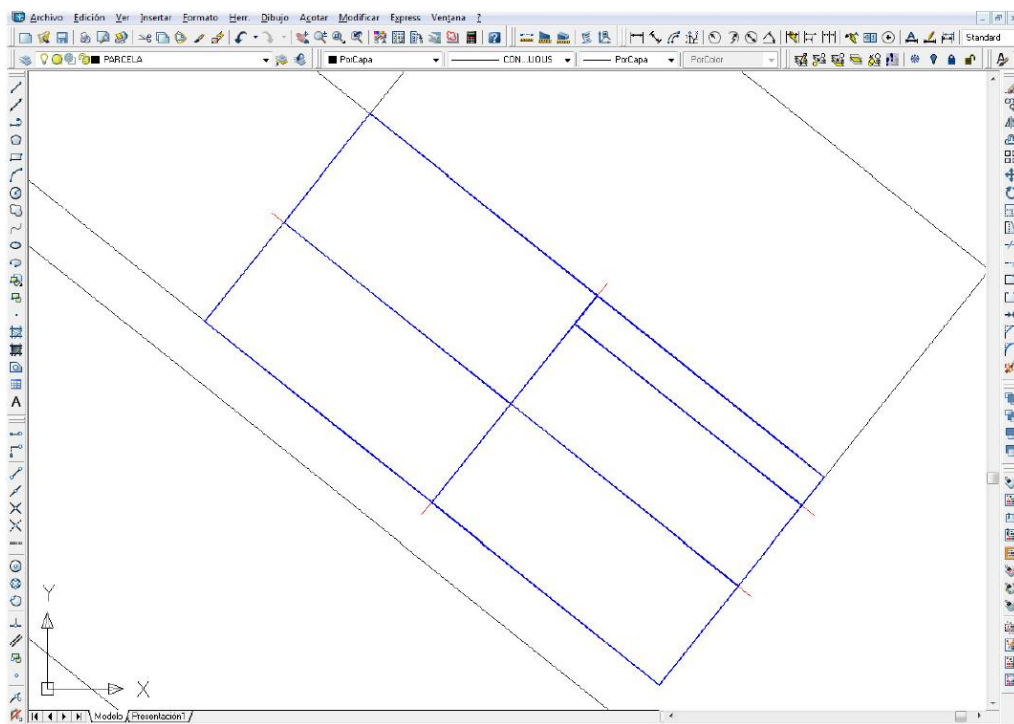 Archivo Edición Ver Insertar Formato Herr. Dibujo Acotar Modificar Express Ventana ?
Standard
PARCELA PorCapa CON...UOUS PorCapa PorColor
A
Y
X
Modelo Presentación1